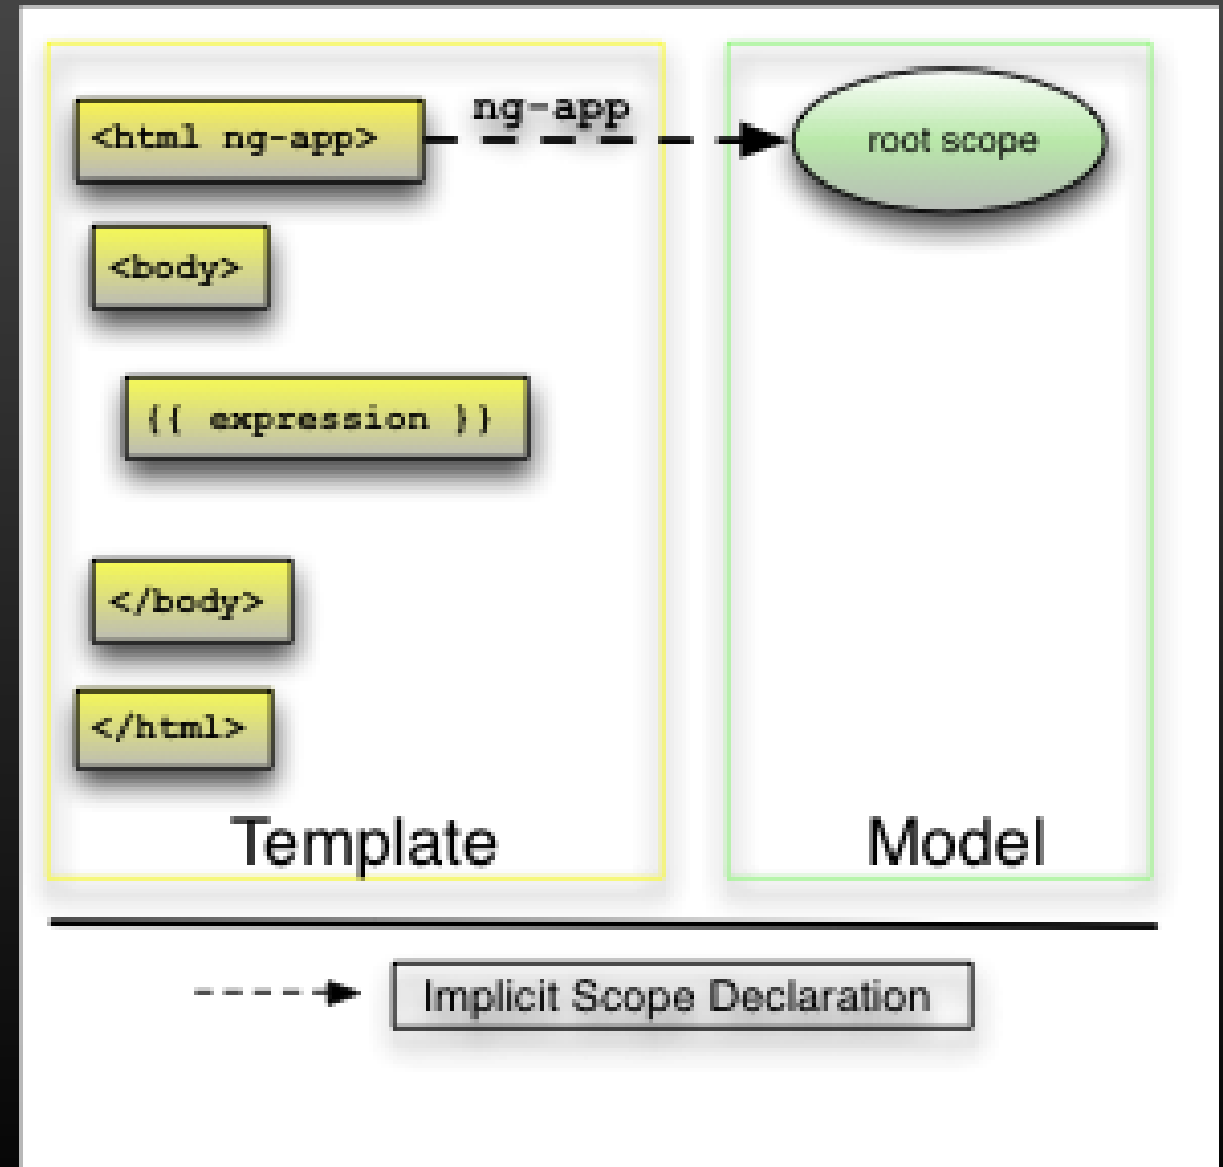 <html ng-app>
ng-app
root scope
<body>
{{ expression }}
</body>
</html>
Template
Model
Implicit Scope Declaration